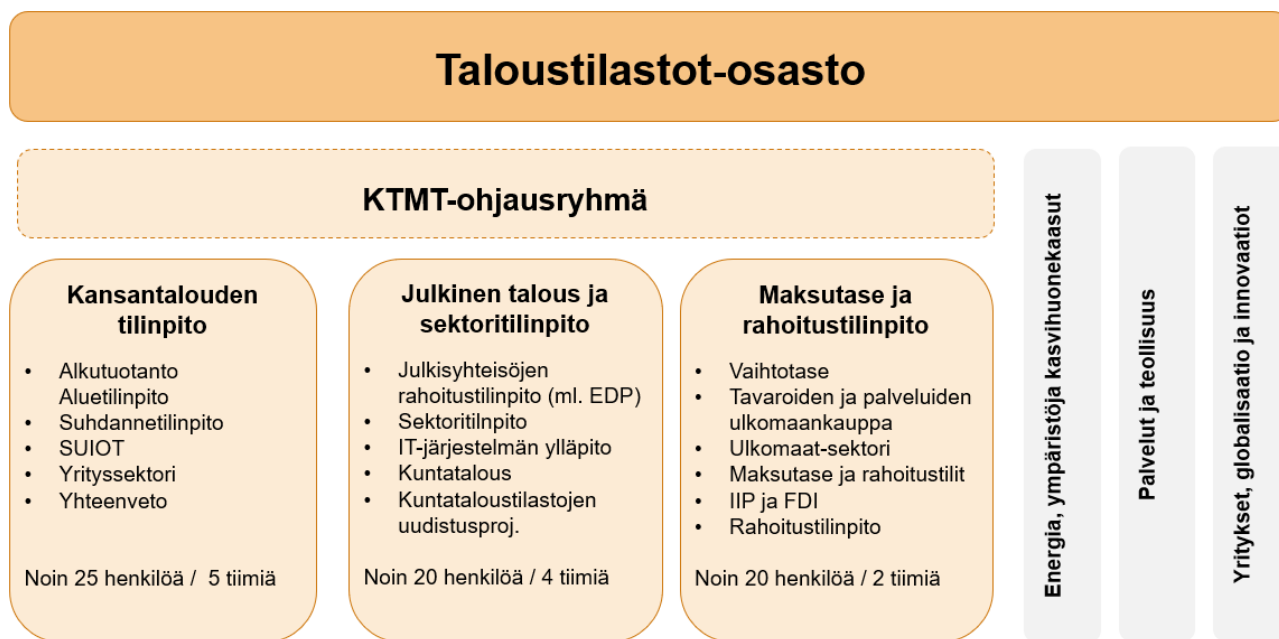 Taloustilastot-osasto
KTMT-ohjausryhmä
Kansantalouden
tilinpito
• Alkutuotanto
Aluetilinpito
• Suhdannetilinpito
• SUIOT
• Yrityssektori
• Yhteenveto
Noin 25 henkilöä / 5 tiimiä
Julkinen talous ja
sektoritilinpito
• Julkisyhteisöjen
rahoitustilinpito (ml. EDP)
• Sektoritilnpito
• IT-järjestelmän ylläpito
• Kuntatalous
• Kuntataloustilastojen
uudistusproj.
Noin 20 henkilöä / 4 tiimiä
Maksutase ja
rahoitustilinpito
• Vaihtotase
• Tavaroiden ja palveluiden
ulkomaankauppa
• Ulkomaat-sektori
• Maksutase ja rahoitustilit
• IIP ja FDI
• Rahoitustilinpito
Noin 20 henkilöä / 2 tiimiä
Energia, ympäristöja kasvihuonekaasut
Palvelut ja teollisuus
Yritykset, globalisaatio ja innovaatiot